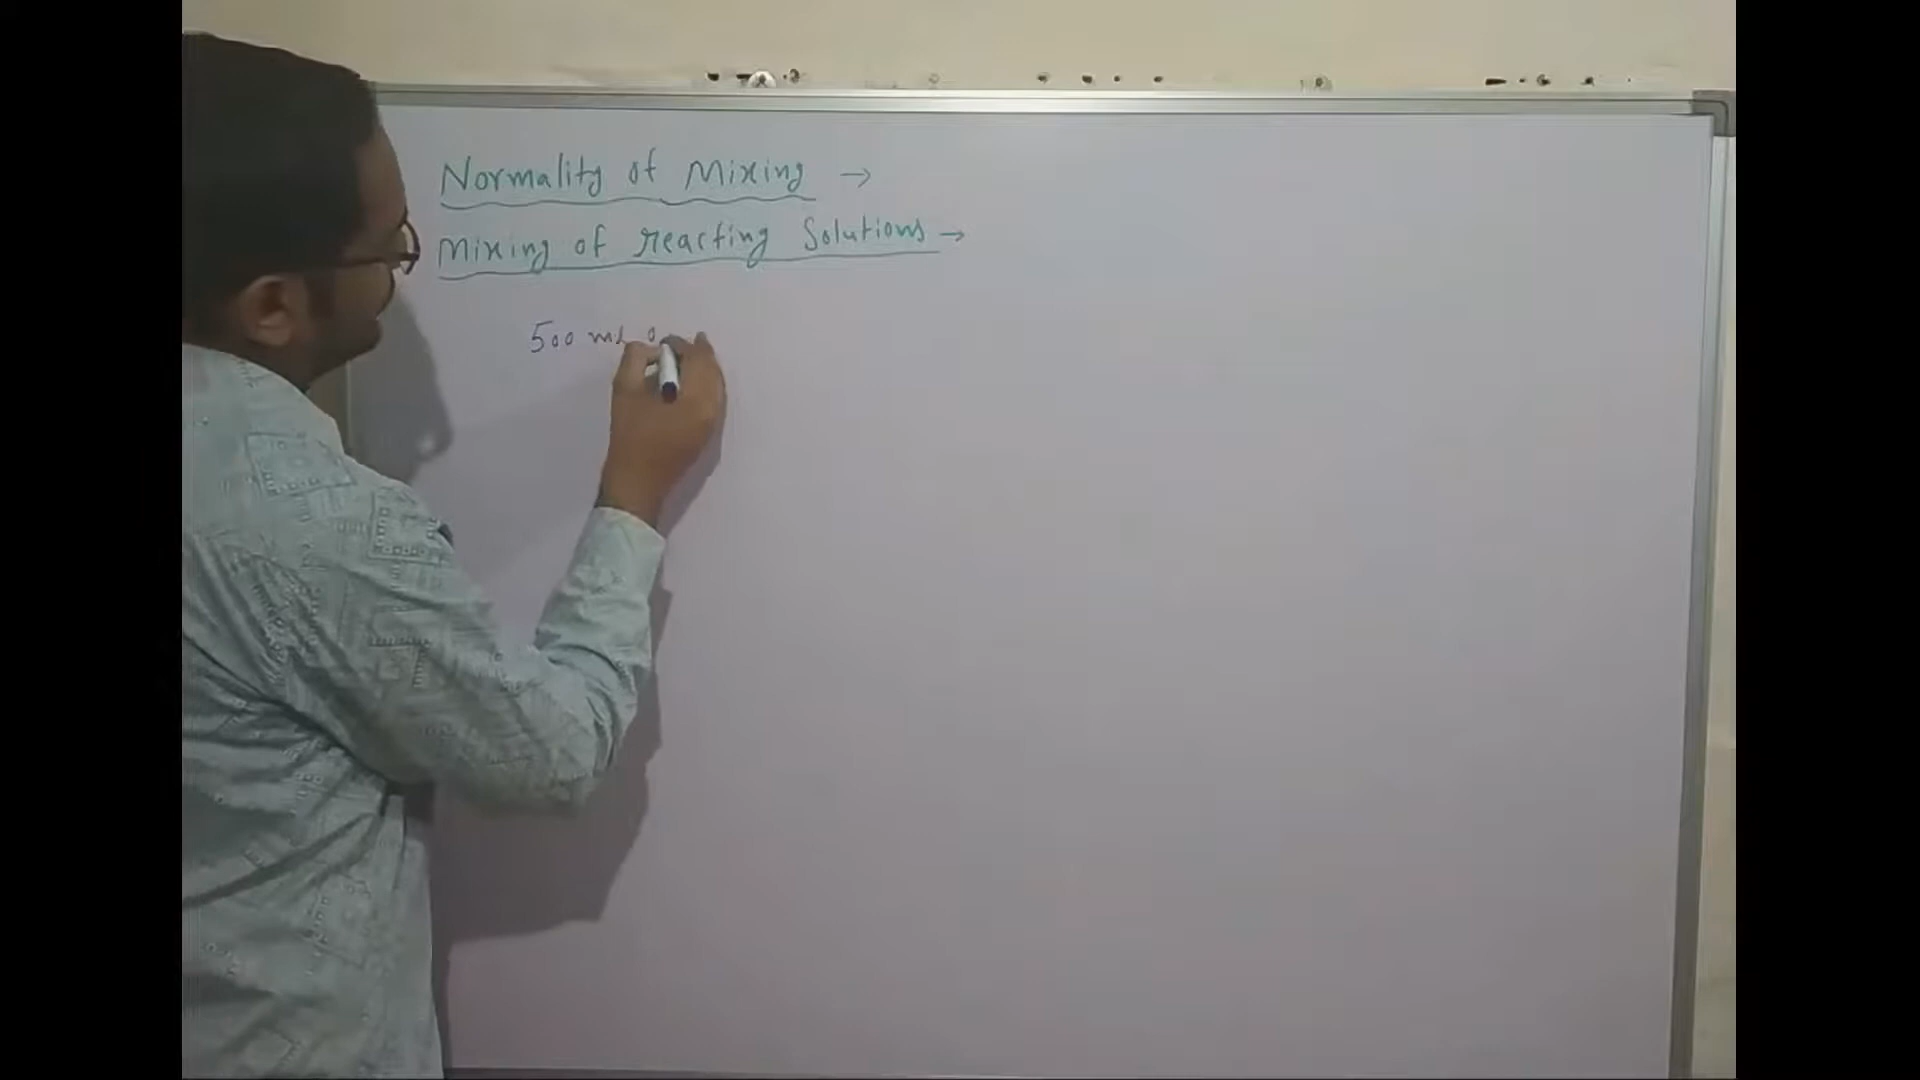 Normality of Mixing →
Mixing of reacting Solutions →
500 ml